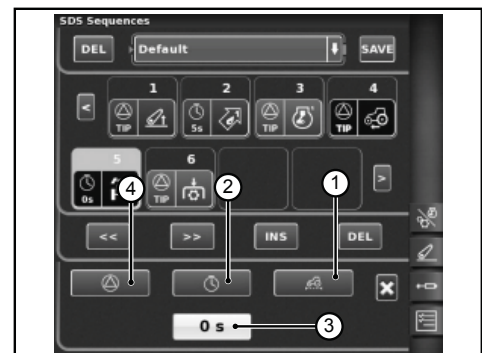 SDS Sequences
DEL Default SAVE
1 2 3 4
< TIP 5s TIP TIP
5 6
0s TIP >
4 2 1
<< >> INS DEL
0 s 3